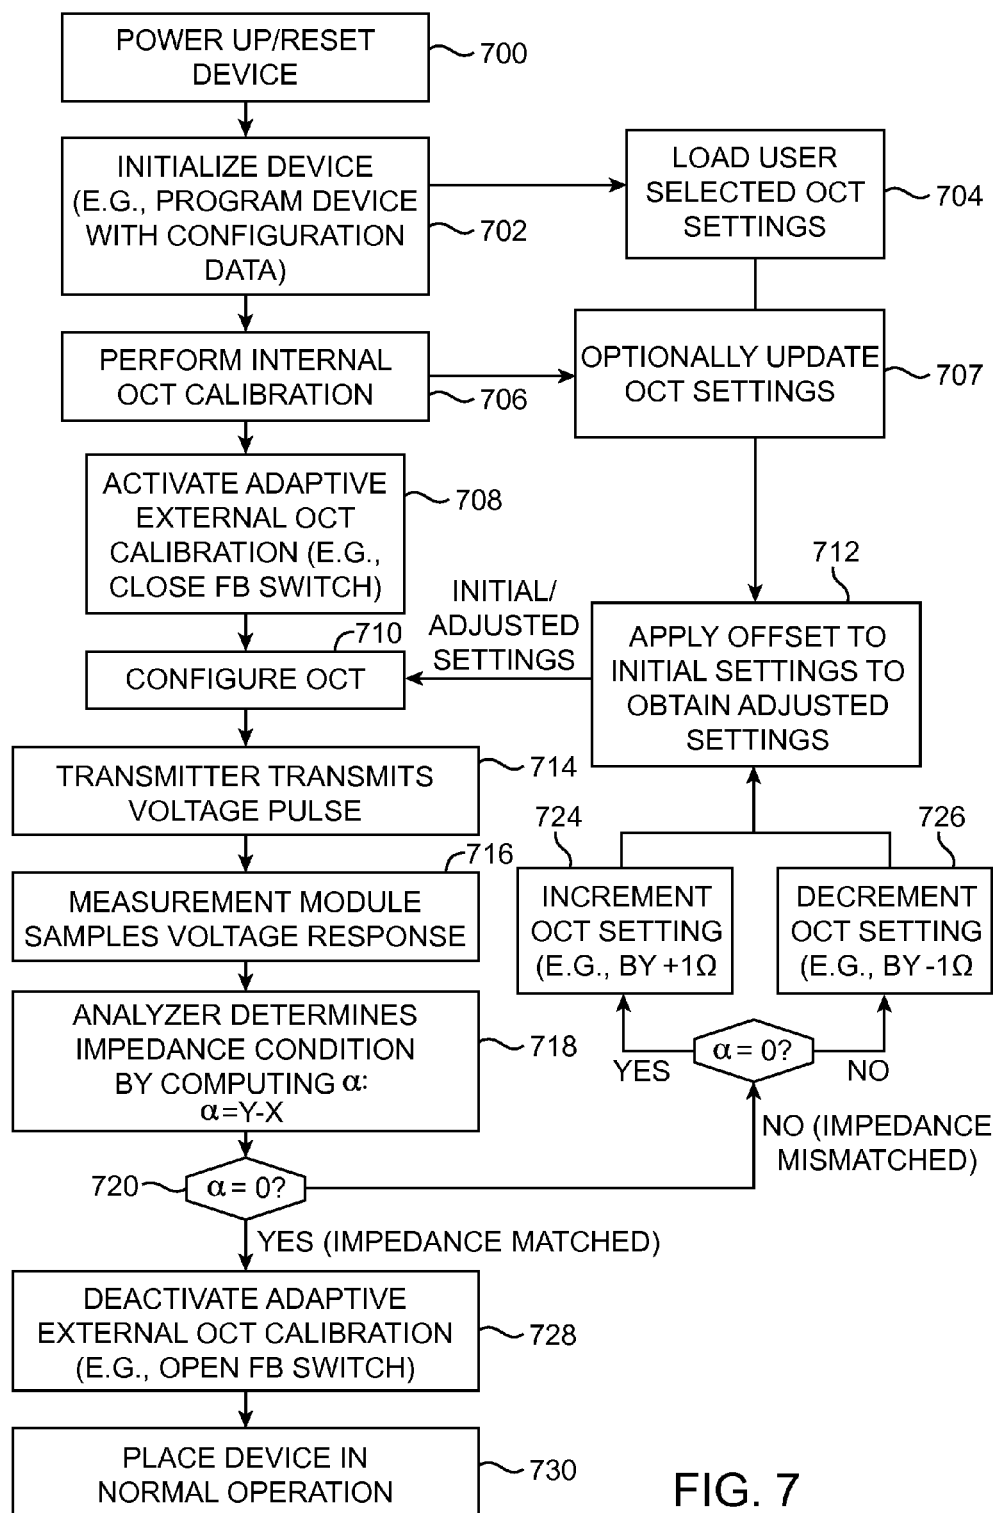 POWER UP/RESET
DEVICE
700
INITIALIZE DEVICE
(E.G., PROGRAM DEVICE
WITH CONFIGURATION
DATA)
702
LOAD USER
SELECTED OCT
SETTINGS
704
PERFORM INTERNAL
OCT CALIBRATION
706
OPTIONALLY UPDATE
OCT SETTINGS
707
ACTIVATE ADAPTIVE
EXTERNAL OCT
CALIBRATION (E.G.,
CLOSE FB SWITCH)
708
INITIAL/
ADJUSTED
SETTINGS
712
APPLY OFFSET TO
INITIAL SETTINGS TO
OBTAIN ADJUSTED
SETTINGS
710
CONFIGURE OCT
TRANSMITTER TRANSMITS
VOLTAGE PULSE
714
716
MEASUREMENT MODULE
SAMPLES VOLTAGE RESPONSE
724
INCREMENT
OCT SETTING
(E.G., BY +1Ω
726
DECREMENT
OCT SETTING
(E.G., BY -1Ω
ANALYZER DETERMINES
IMPEDANCE CONDITION
BY COMPUTING α:
α=Y-X
718
α = 0?
YES
NO
NO (IMPEDANCE
MISMATCHED)
720
α = 0?
YES (IMPEDANCE MATCHED)
DEACTIVATE ADAPTIVE
EXTERNAL OCT CALIBRATION
(E.G., OPEN FB SWITCH)
728
PLACE DEVICE IN
NORMAL OPERATION
730
FIG. 7